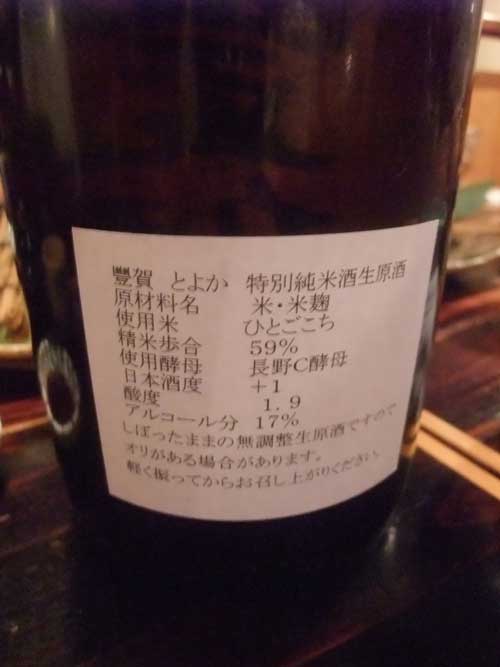 豐賀 とよか 特別純米酒生原酒
原材料名 米・米麹
使用米 ひとごこち
精米歩合 59%
使用酵母 長野C酵母
日本酒度 +1
酸度 1.9
アルコール分 17%
しぼったままの無調整生原酒ですので
オリがある場合があります。
軽く振ってからお召し上がりください。